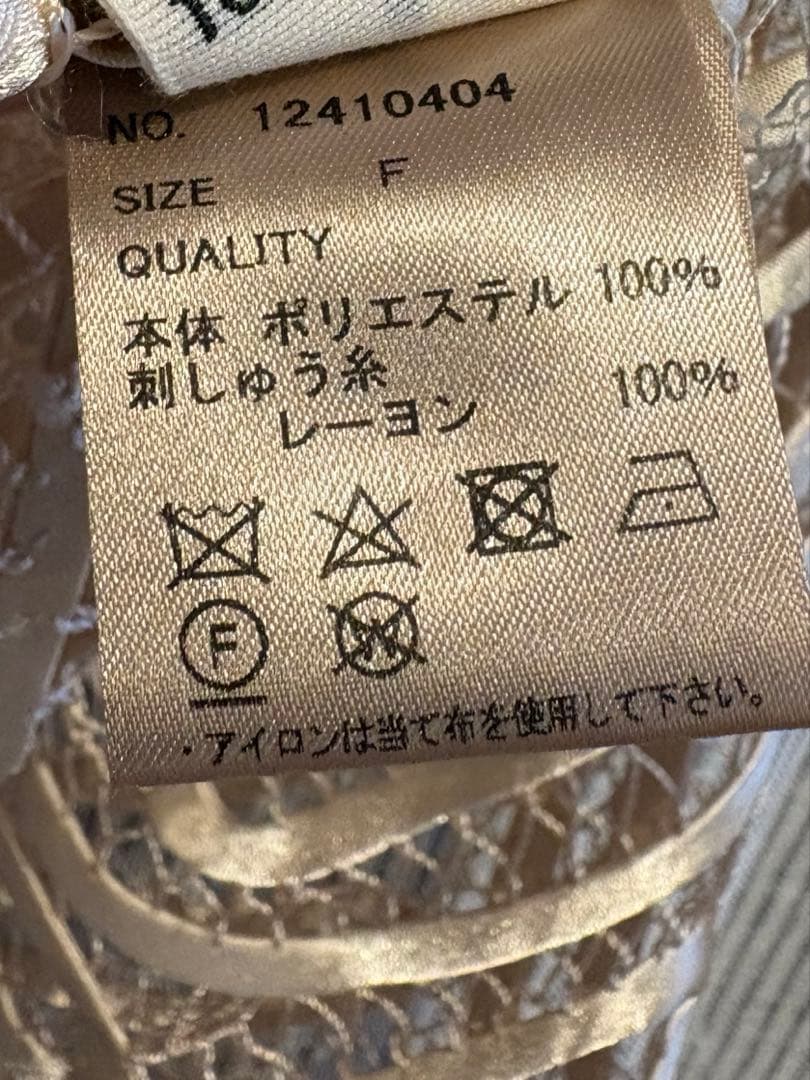 NO. 12410404
SIZE F
QUALITY
本体 ポリエステル 100%
刺しゅう糸
レーヨン 100%
F
W
・アイロンは当て布を使用して下さい。